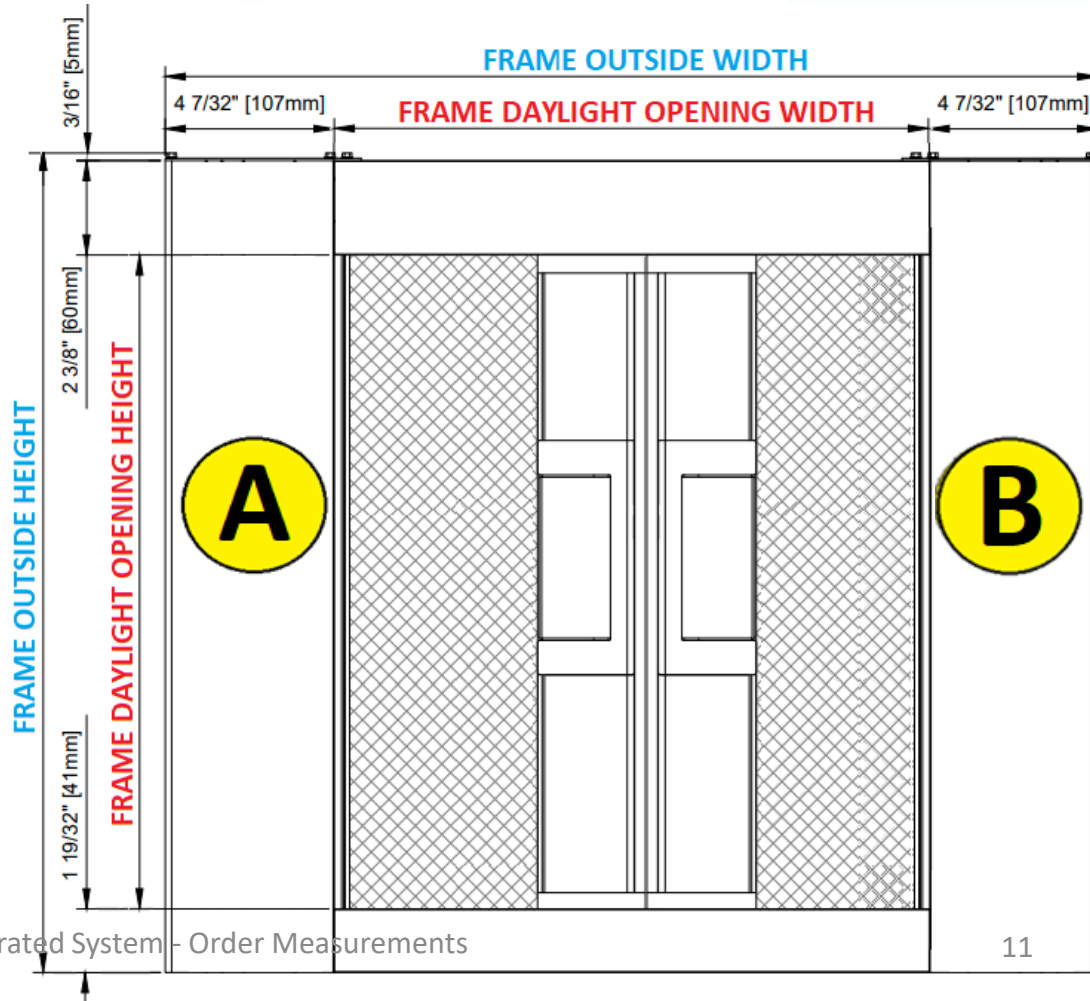 3/16" [5mm]
FRAME OUTSIDE WIDTH
4 7/32" [107mm]
FRAME DAYLIGHT OPENING WIDTH
4 7/32" [107mm]
2 3/8" [60mm]
FRAME OUTSIDE HEIGHT
FRAME DAYLIGHT OPENING HEIGHT
A
B
1 19/32" [41mm]
rated System - Order Measurements
11